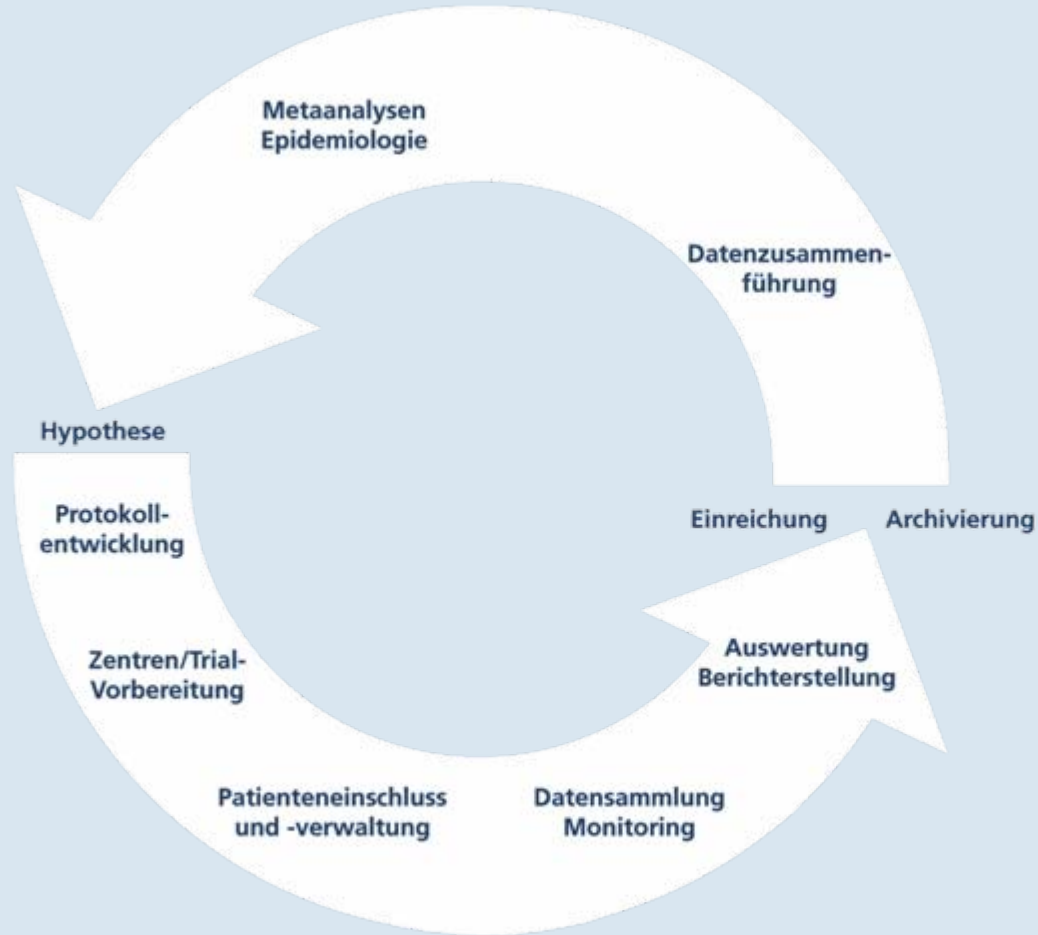 Metaanalysen
Epidemiologie
Datenzusammen-
führung
Hypothese
Protokoll-
entwicklung
Einreichung
Archivierung
Zentren/Trial-
Vorbereitung
Auswertung
Berichterstellung
Patienteneinschluss
und -verwaltung
Datensammlung
Monitoring